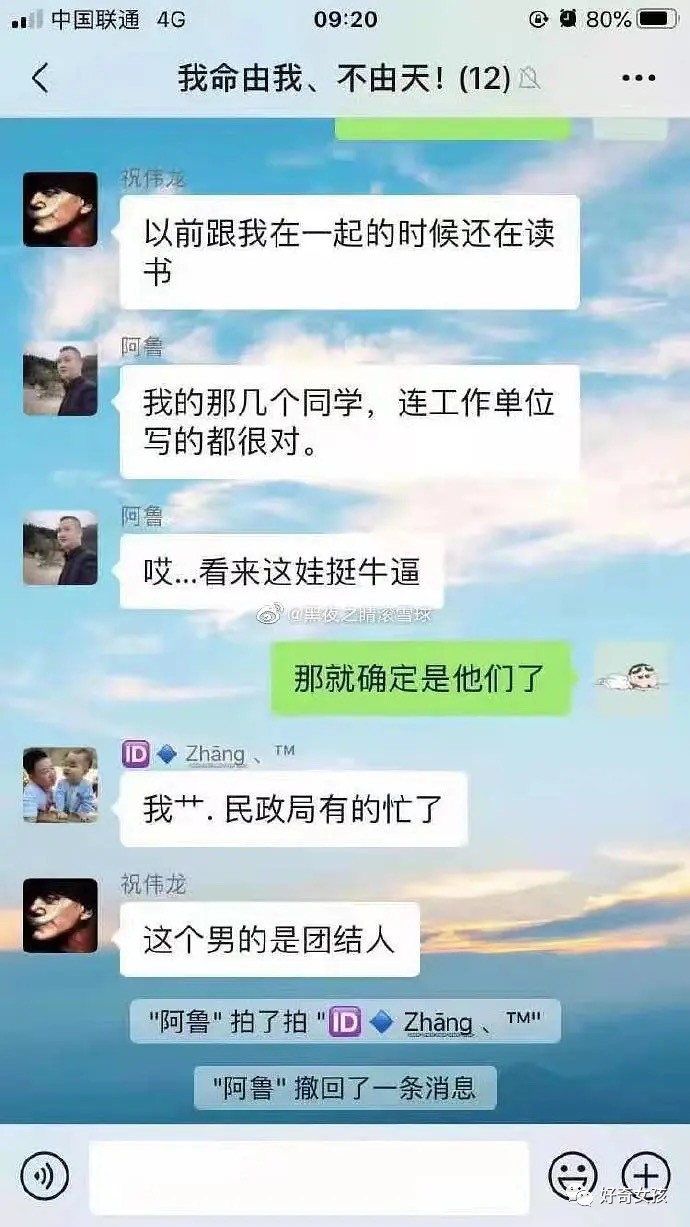 中国联通 4G 09:20 80%
我命由我、不由天！(12)
祝伟龙
以前跟我在一起的时候还在读
书
阿鲁
我的那几个同学，连工作单位
写的都很对。
阿鲁
哎...看来这娃挺牛逼
@黑夜之睛滚雪球
那就确定是他们了
🆔🔹Zhāng 、™
我艹. 民政局有的忙了
祝伟龙
这个男的是团结人
"阿鲁" 拍了拍 "🆔🔹Zhāng 、™"
"阿鲁" 撤回了一条消息
好奇女孩